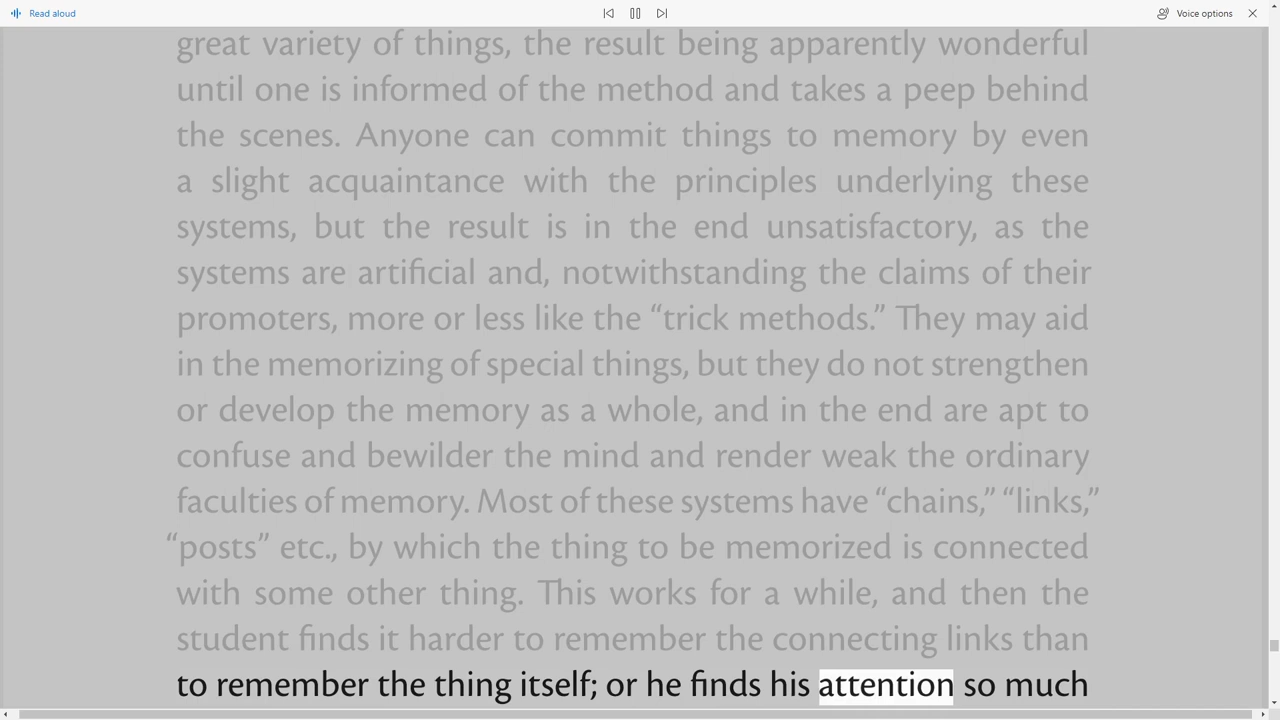 Read aloud
Voice options
great variety of things, the result being apparently wonderful
until one is informed of the method and takes a peep behind
the scenes. Anyone can commit things to memory by even
a slight acquaintance with the principles underlying these
systems, but the result is in the end unsatisfactory, as the
systems are artificial and, notwithstanding the claims of their
promoters, more or less like the “trick methods.” They may aid
in the memorizing of special things, but they do not strengthen
or develop the memory as a whole, and in the end are apt to
confuse and bewilder the mind and render weak the ordinary
faculties of memory. Most of these systems have “chains,” “links,”
“posts” etc., by which the thing to be memorized is connected
with some other thing. This works for a while, and then the
student finds it harder to remember the connecting links than
to remember the thing itself; or he finds his attention so much